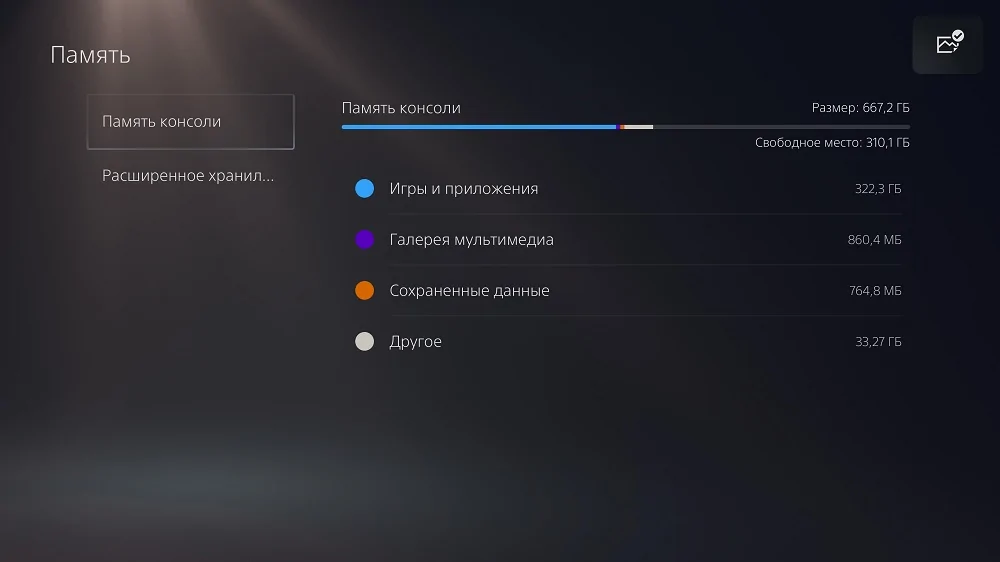 Память
Память консоли
Расширенное хранил...
Память консоли
Размер: 667,2 ГБ
Свободное место: 310,1 ГБ
Игры и приложения
322,3 ГБ
Галерея мультимедиа
860,4 МБ
Сохраненные данные
764,8 МБ
Другое
33,27 ГБ